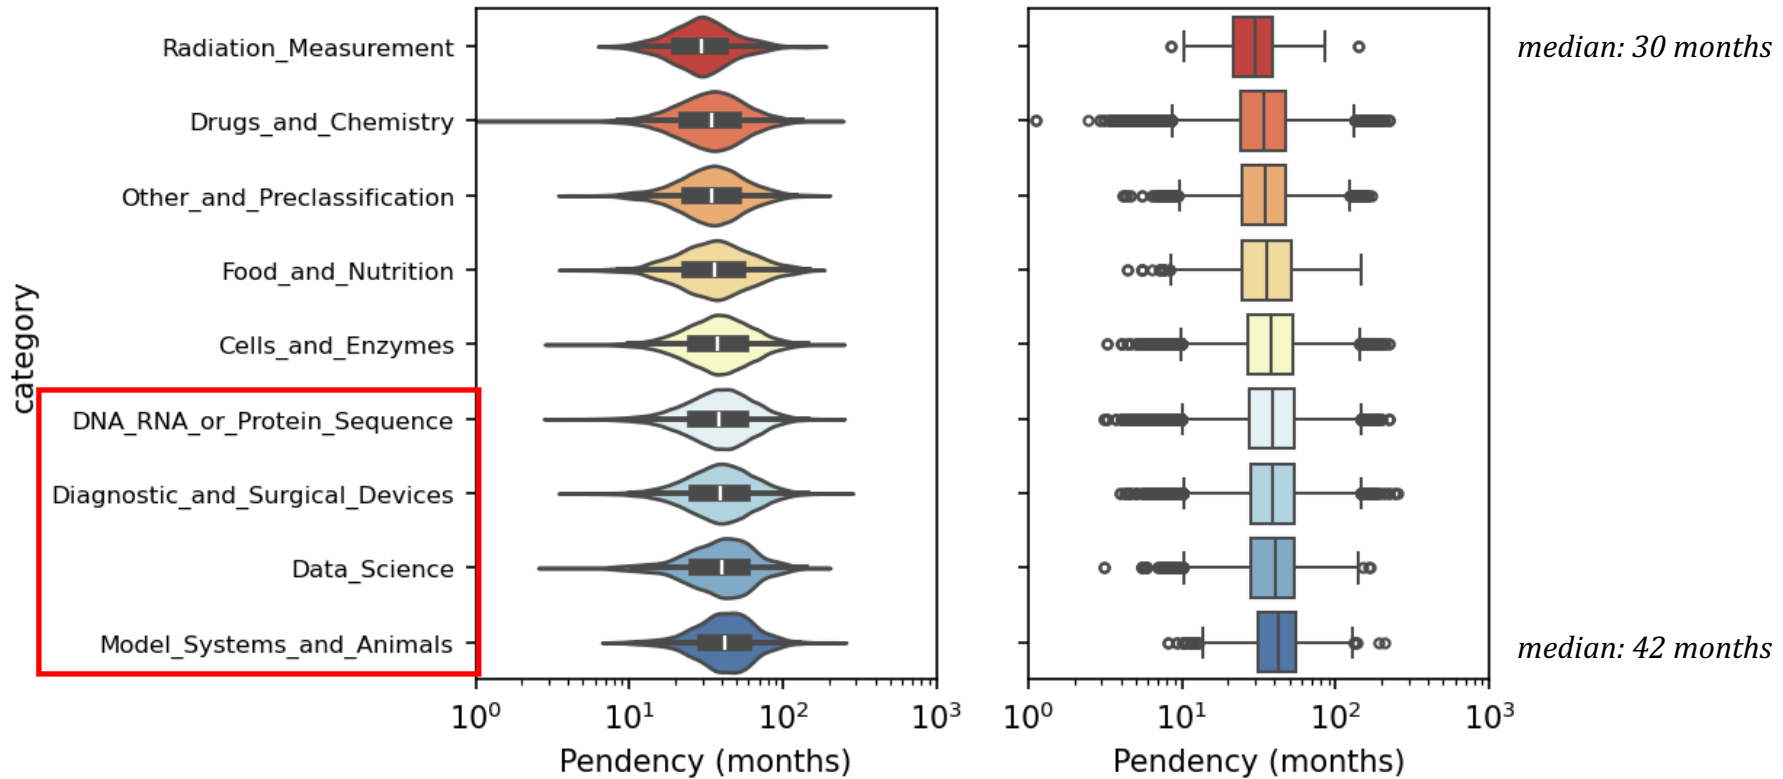 category
Radiation_Measurement
Drugs_and_Chemistry
Other_and_Preclassification
Food_and_Nutrition
Cells_and_Enzymes
DNA_RNA_or_Protein_Sequence
Diagnostic_and_Surgical_Devices
Data_Science
Model_Systems_and_Animals
10⁰ 10¹ 10² 10³
Pendency (months)
10⁰ 10¹ 10² 10³
Pendency (months)
median: 30 months
median: 42 months